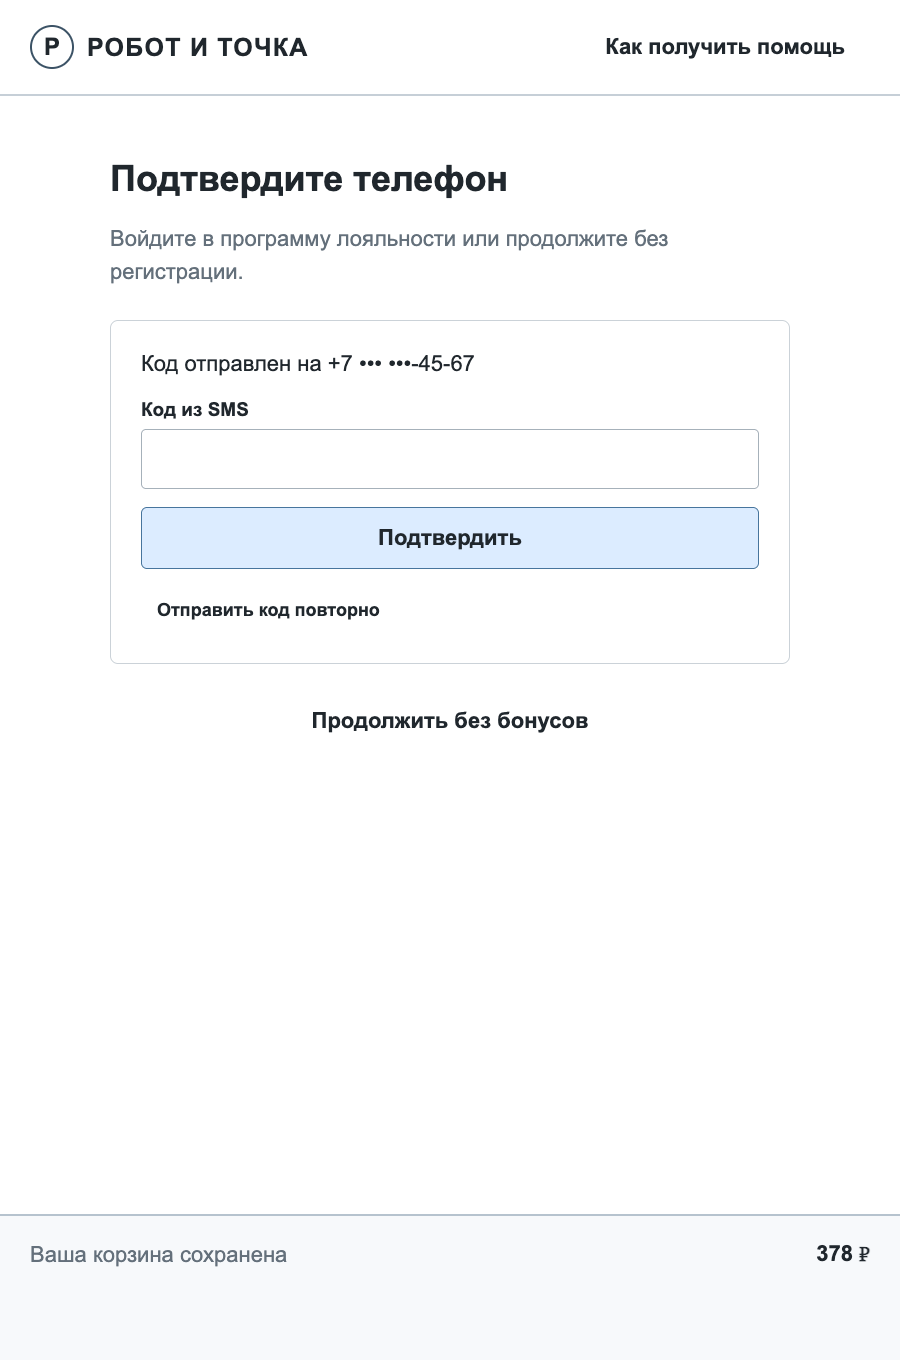 Р РОБОТ И ТОЧКА
Как получить помощь
Подтвердите телефон
Войдите в программу лояльности или продолжите без
регистрации.
Код отправлен на +7 ••• •••-45-67
Код из SMS
Подтвердить
Отправить код повторно
Продолжить без бонусов
Ваша корзина сохранена
378 ₽